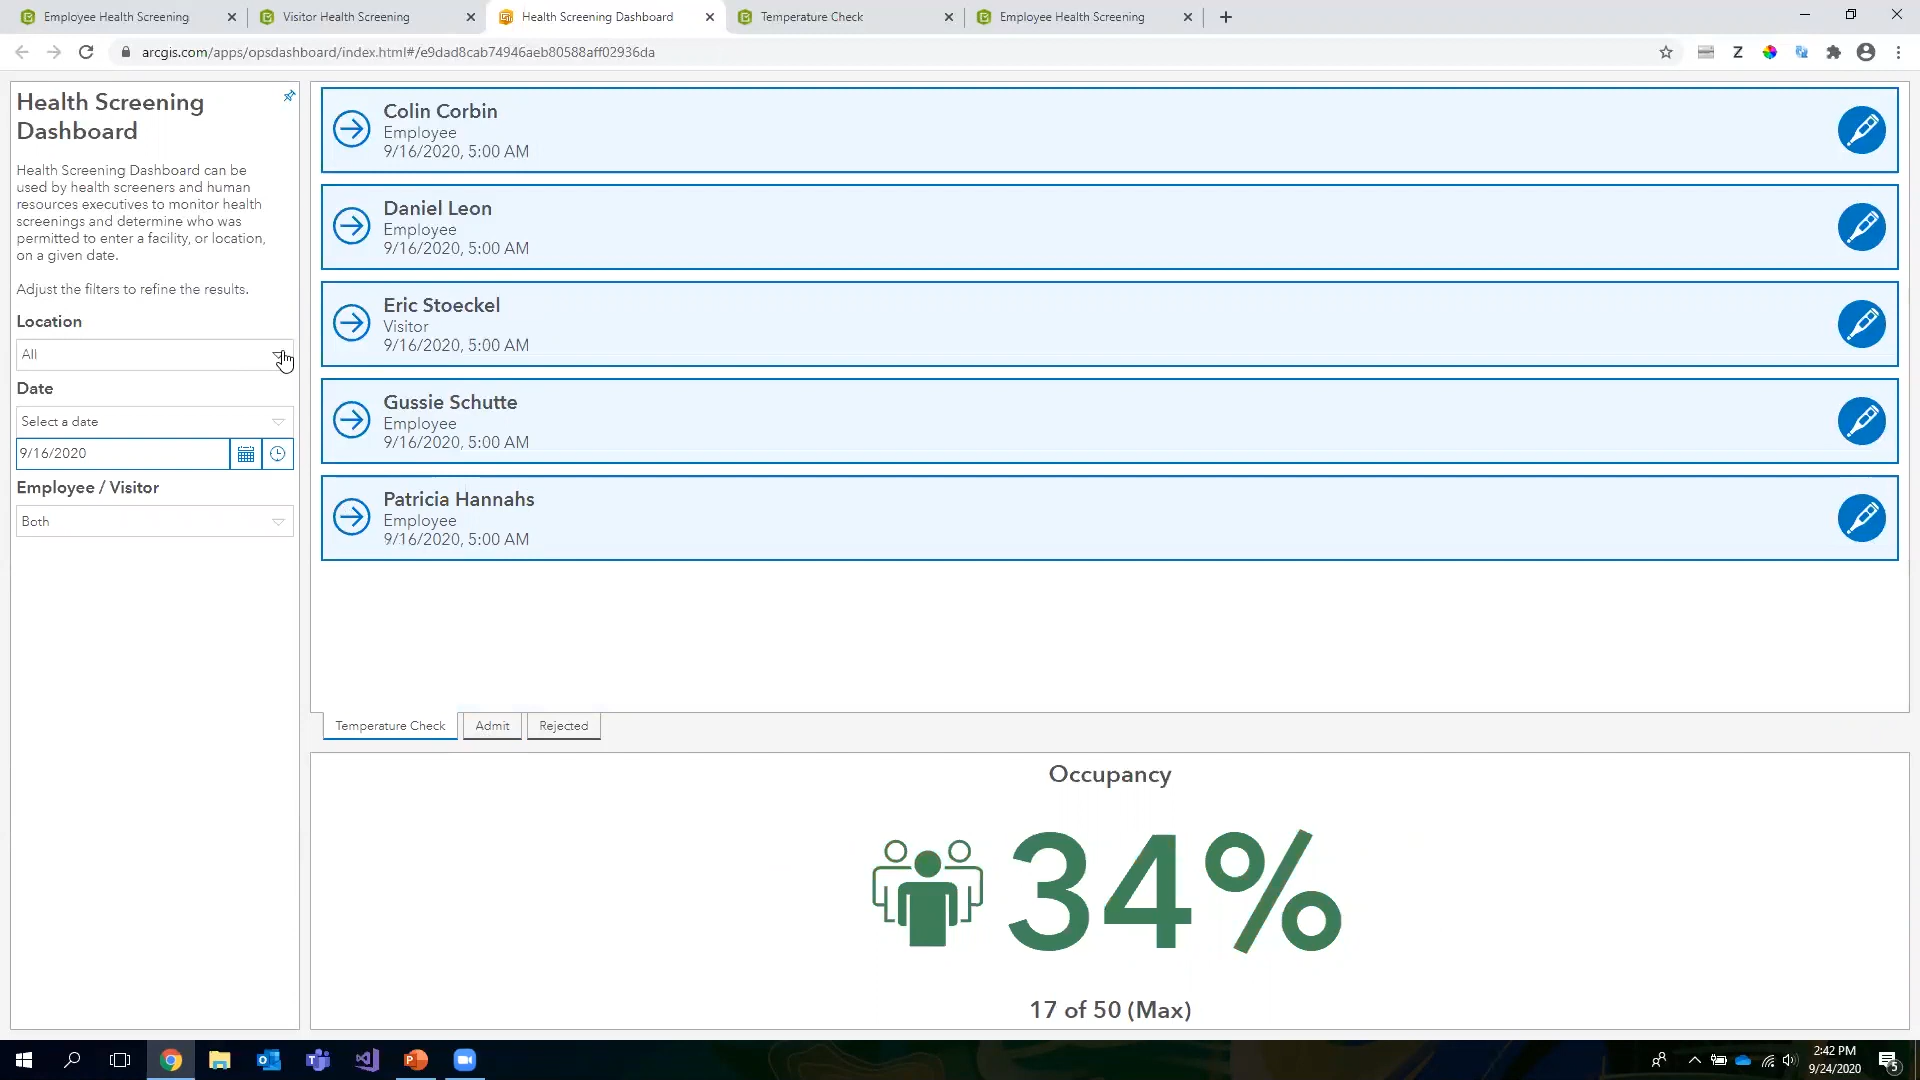 Employee Health Screening
Visitor Health Screening
Health Screening Dashboard
Temperature Check
Employee Health Screening
arcgis.com/apps/opsdashboard/index.html#/e9dad8cab74946aeb80588aff02936da
Z
Health Screening
Dashboard
Health Screening Dashboard can be
used by health screeners and human
resources executives to monitor health
screenings and determine who was
permitted to enter a facility, or location,
on a given date.
Adjust the filters to refine the results.
Location
All
Date
Select a date
9/16/2020
Employee / Visitor
Both
Colin Corbin
Employee
9/16/2020, 5:00 AM
Daniel Leon
Employee
9/16/2020, 5:00 AM
Eric Stoeckel
Visitor
9/16/2020, 5:00 AM
Gussie Schutte
Employee
9/16/2020, 5:00 AM
Patricia Hannahs
Employee
9/16/2020, 5:00 AM
Temperature Check
Admit
Rejected
Occupancy
34%
17 of 50 (Max)
2:42 PM
9/24/2020
5